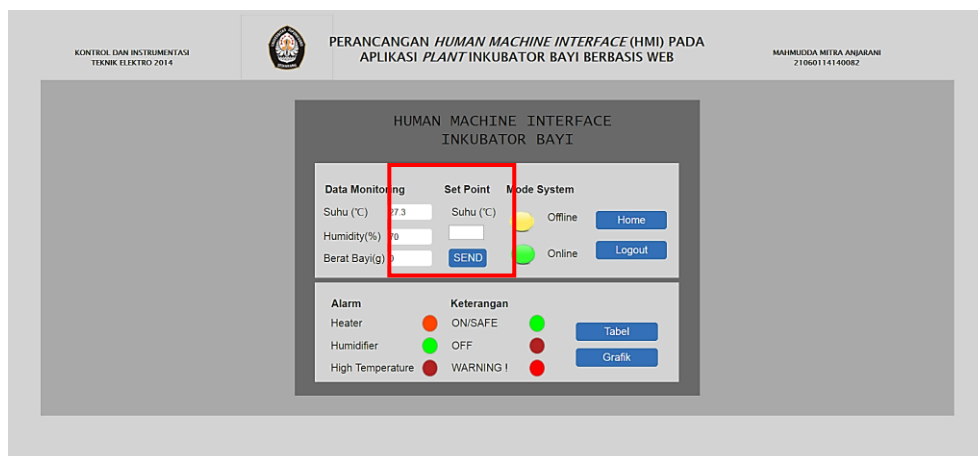 KONTROL DAN INSTRUMENTASI
TEKNIK ELEKTRO 2014
PERANCANGAN HUMAN MACHINE INTERFACE (HMI) PADA
APLIKASI PLANT INKUBATOR BAYI BERBASIS WEB
MAHMUDDA MITRA ANJARANI
21060114140082
HUMAN MACHINE INTERFACE
INKUBATOR BAYI
Data Monitoring Set Point Mode System
Suhu (°C) 27.3 Suhu (°C) Offline Home
Humidity(%) 70
Berat Bayi(g) 0 SEND Online Logout
Alarm Keterangan
Heater ON/SAFE Tabel
Humidifier OFF
High Temperature WARNING ! Grafik